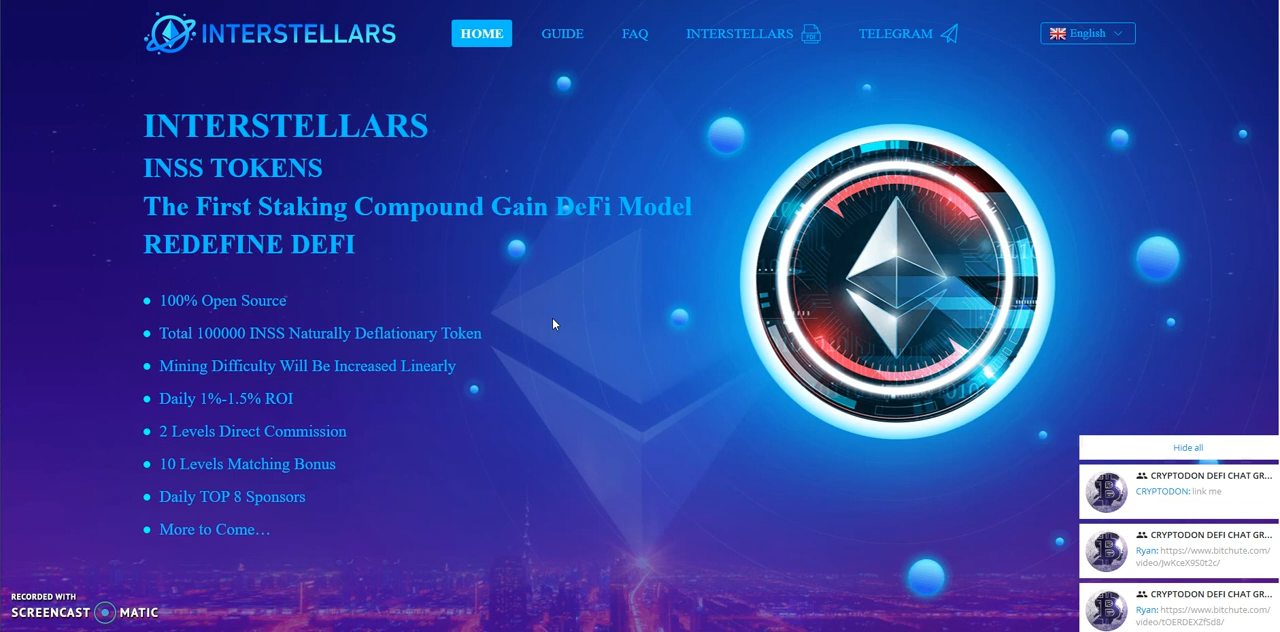 INTERSTELLARS
HOME
GUIDE
FAQ
INTERSTELLARS
PDF
TELEGRAM
English
INTERSTELLARS
INSS TOKENS
The First Staking Compound Gain DeFi Model
REDEFINE DEFI
100% Open Source
Total 100000 INSS Naturally Deflationary Token
Mining Difficulty Will Be Increased Linearly
Daily 1%-1.5% ROI
2 Levels Direct Commission
10 Levels Matching Bonus
Daily TOP 8 Sponsors
More to Come…
Hide all
CRYPTODON DEFI CHAT GR...
CRYPTODON: link me
CRYPTODON DEFI CHAT GR...
Ryan: https://www.bitchute.com/
video/JwKceX9S0t2c/
CRYPTODON DEFI CHAT GR...
Ryan: https://www.bitchute.com/
video/tOERDEXZfSd8/
RECORDED WITH
SCREENCAST MATIC